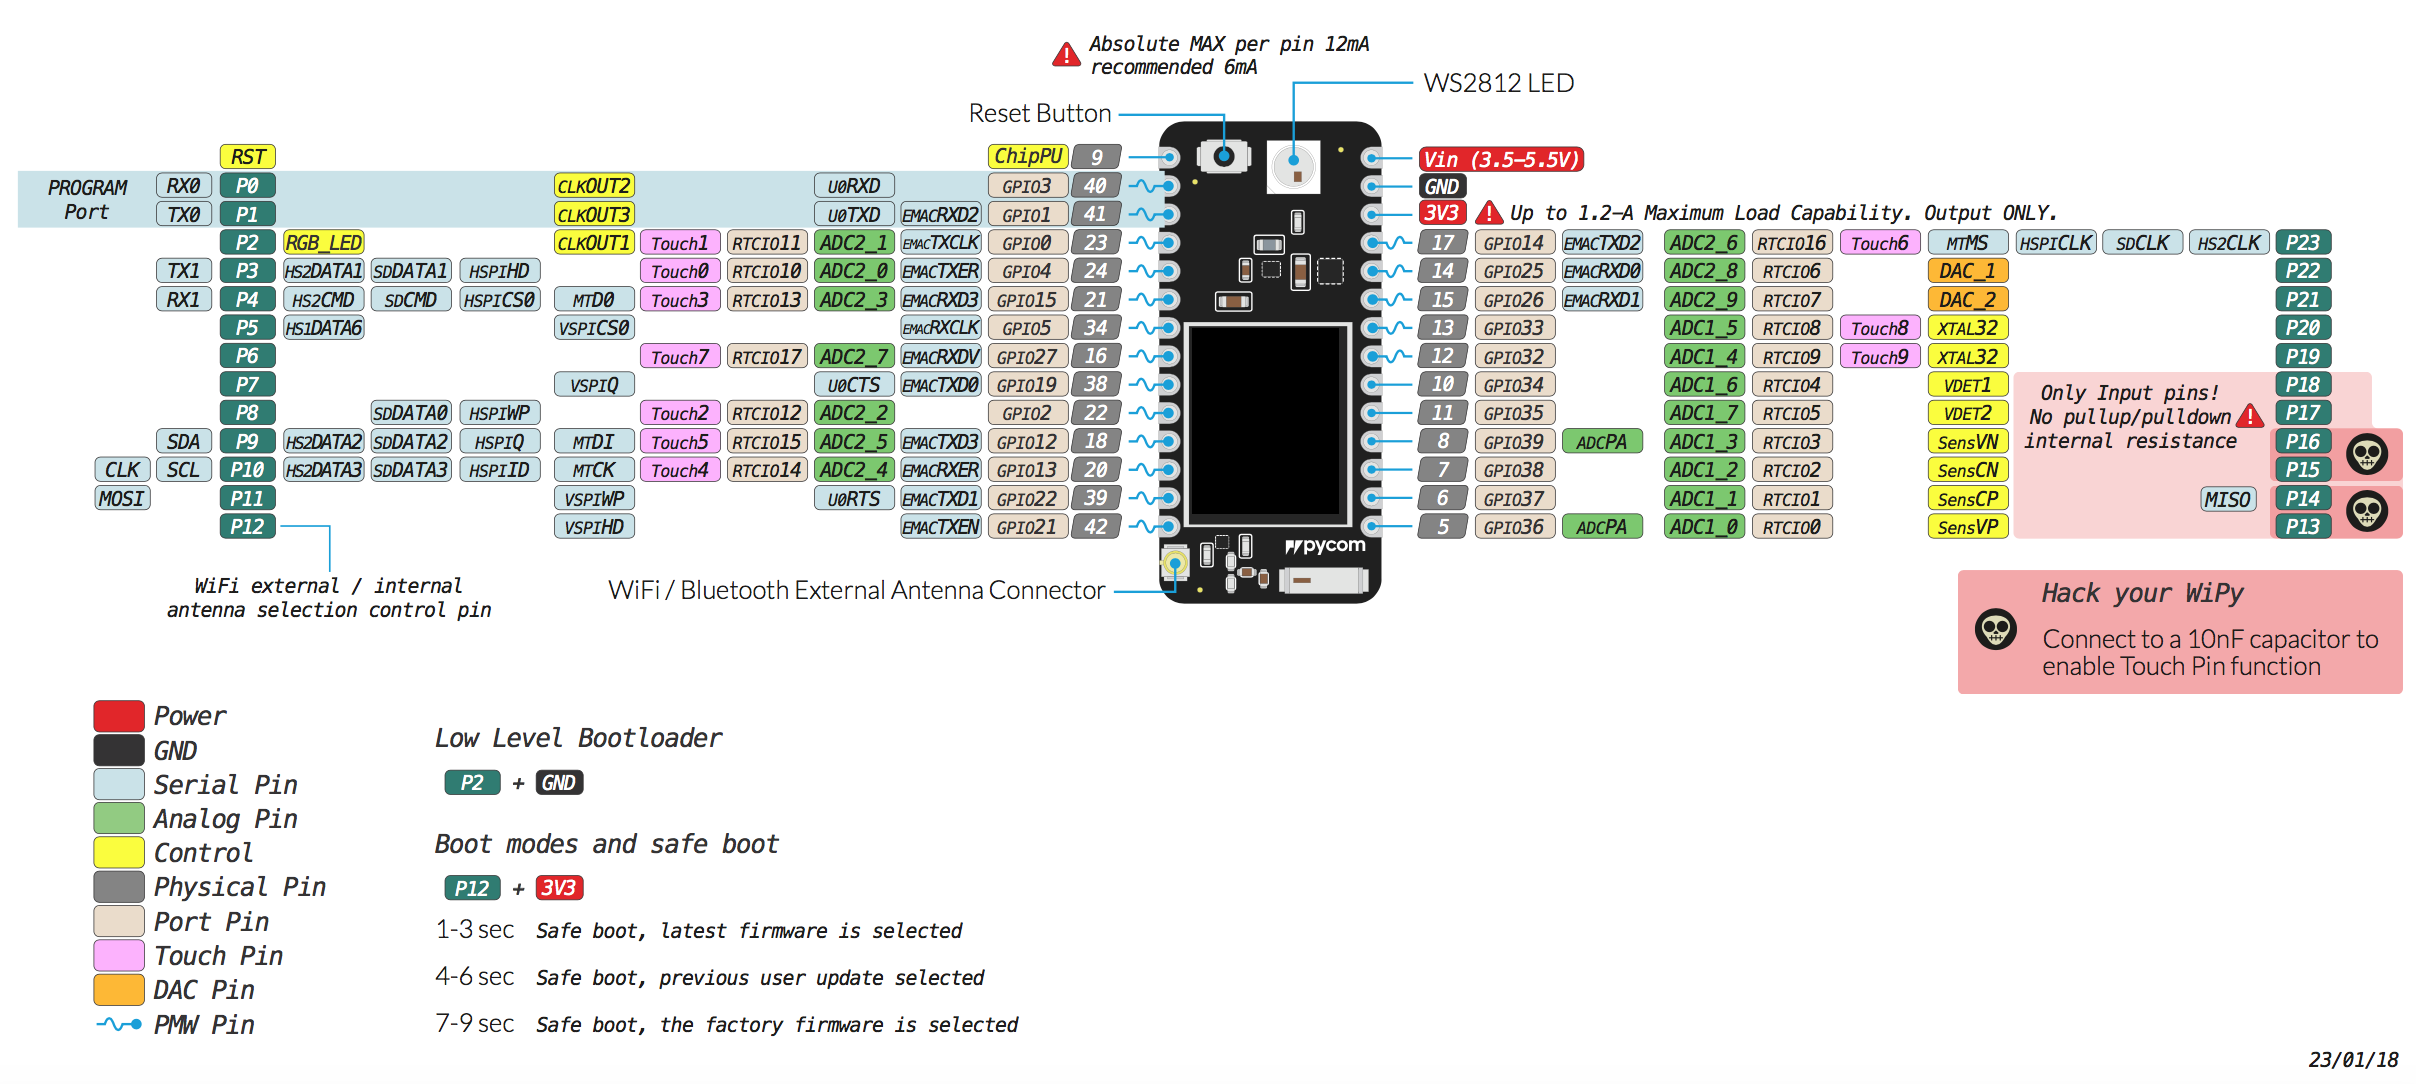 Absolute MAX per pin 12mA
recommended 6mA
WS2812 LED
Reset Button
RST ChipPU 9 Vin (3.5–5.5V)
PROGRAM
Port
RX0 P0 CLKOUT2 U0RXD GPIO3 40 GND
TX0 P1 CLKOUT3 U0TXD EMACRXD2 GPIO1 41 3V3 Up to 1.2–A Maximum Load Capability. Output ONLY.
P2 RGB_LED CLKOUT1 Touch1 RTCIO11 ADC2_1 EMACTXCLK GPIO0 23 17 GPIO14 EMACTXD2 ADC2_6 RTCIO16 Touch6 MTMS HSPICLK SDCLK HS2CLK P23
TX1 P3 HS2DATA1 SDDATA1 HSPIHD Touch0 RTCIO10 ADC2_0 EMACTXER GPIO4 24 14 GPIO25 EMACRXD0 ADC2_8 RTCIO6 DAC_1 P22
RX1 P4 HS2CMD SDCMD HSPICS0 MTDO Touch3 RTCIO13 ADC2_3 EMACRXD3 GPIO15 21 15 GPIO26 EMACRXD1 ADC2_9 RTCIO7 DAC_2 P21
P5 HS1DATA6 VSPICS0 EMACRXCLK GPIO5 34 13 GPIO33 ADC1_5 RTCIO8 Touch8 XTAL32 P20
P6 Touch7 RTCIO17 ADC2_7 EMACRXDV GPIO27 16 12 GPIO32 ADC1_4 RTCIO9 Touch9 XTAL32 P19
P7 VSPIQ U0CTS EMACTXD0 GPIO19 38 10 GPIO34 ADC1_6 RTCIO4 VDET1 P18
P8 SDDATA0 HSPIWP Touch2 RTCIO12 ADC2_2 GPIO2 22 11 GPIO35 ADC1_7 RTCIO5 VDET2 P17
SDA P9 HS2DATA2 SDDATA2 HSPIQ MTDI Touch5 RTCIO15 ADC2_5 EMACTXD3 GPIO12 18 8 GPIO39 ADCPA ADC1_3 RTCIO3 SensVN P16
CLK SCL P10 HS2DATA3 SDDATA3 HSPIID MTCK Touch4 RTCIO14 ADC2_4 EMACRXER GPIO13 20 7 GPIO38 ADC1_2 RTCIO2 SensCN P15
MOSI P11 VSPIWP U0RTS EMACTXD1 GPIO22 39 6 GPIO37 ADC1_1 RTCIO1 SensCP MISO P14
P12 VSPIHD EMACTXEN GPIO21 42 5 GPIO36 ADCPA ADC1_0 RTCIO0 SensVP P13
Only Input pins!
No pullup/pulldown
internal resistance
pycom
WiFi external / internal
antenna selection control pin
WiFi / Bluetooth External Antenna Connector
Hack your WiPy
Connect to a 10nF capacitor to
enable Touch Pin function
Power
GND
Serial Pin
Analog Pin
Control
Physical Pin
Port Pin
Touch Pin
DAC Pin
PMW Pin
Low Level Bootloader
P2 + GND
Boot modes and safe boot
P12 + 3V3
1-3 sec Safe boot, latest firmware is selected
4-6 sec Safe boot, previous user update selected
7-9 sec Safe boot, the factory firmware is selected
23/01/18